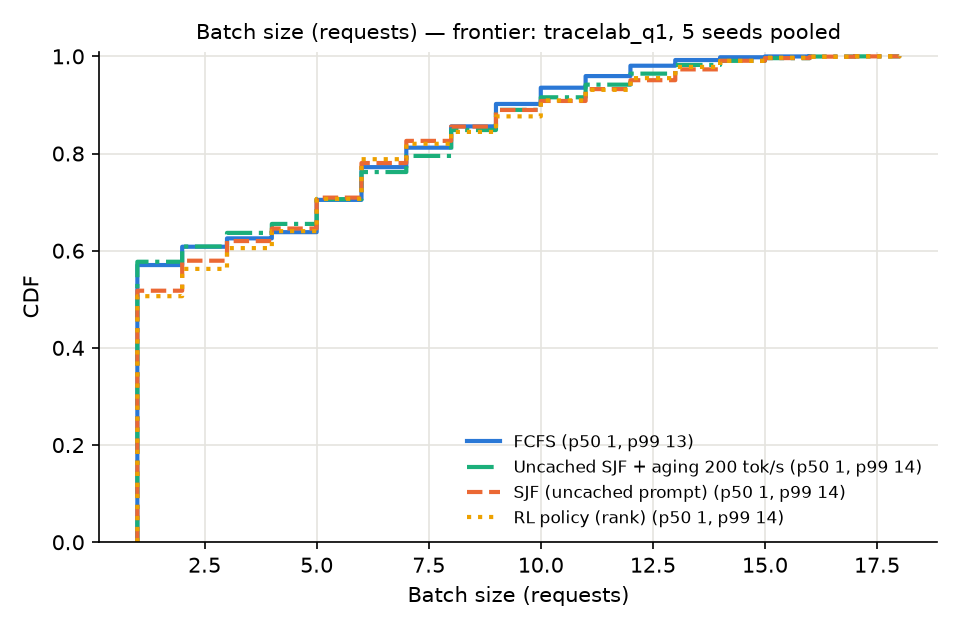 Batch size (requests) — frontier: tracelab_q1, 5 seeds pooled
CDF
1.0
0.8
0.6
0.4
0.2
0.0
FCFS (p50 1, p99 13)
Uncached SJF + aging 200 tok/s (p50 1, p99 14)
SJF (uncached prompt) (p50 1, p99 14)
RL policy (rank) (p50 1, p99 14)
2.5 5.0 7.5 10.0 12.5 15.0 17.5
Batch size (requests)